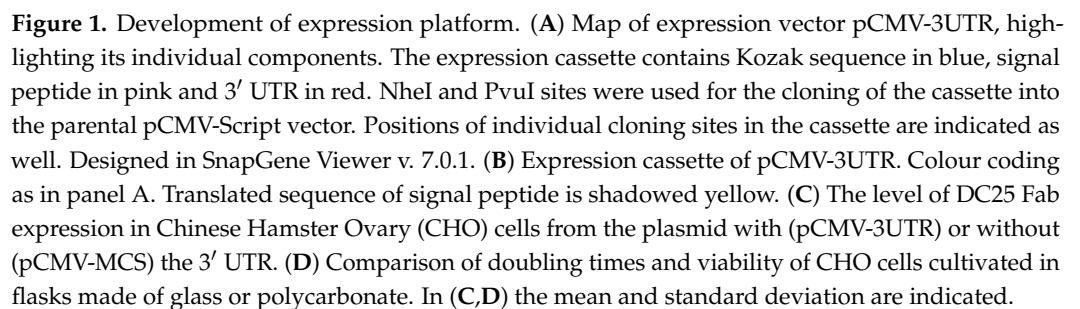 Figure 1. Development of expression platform. (A) Map of expression vector pCMV-3UTR, high-
lighting its individual components. The expression cassette contains Kozak sequence in blue, signal
peptide in pink and 3′ UTR in red. NheI and PvuI sites were used for the cloning of the cassette into
the parental pCMV-Script vector. Positions of individual cloning sites in the cassette are indicated as
well. Designed in SnapGene Viewer v. 7.0.1. (B) Expression cassette of pCMV-3UTR. Colour coding
as in panel A. Translated sequence of signal peptide is shadowed yellow. (C) The level of DC25 Fab
expression in Chinese Hamster Ovary (CHO) cells from the plasmid with (pCMV-3UTR) or without
(pCMV-MCS) the 3′ UTR. (D) Comparison of doubling times and viability of CHO cells cultivated in
flasks made of glass or polycarbonate. In (C,D) the mean and standard deviation are indicated.